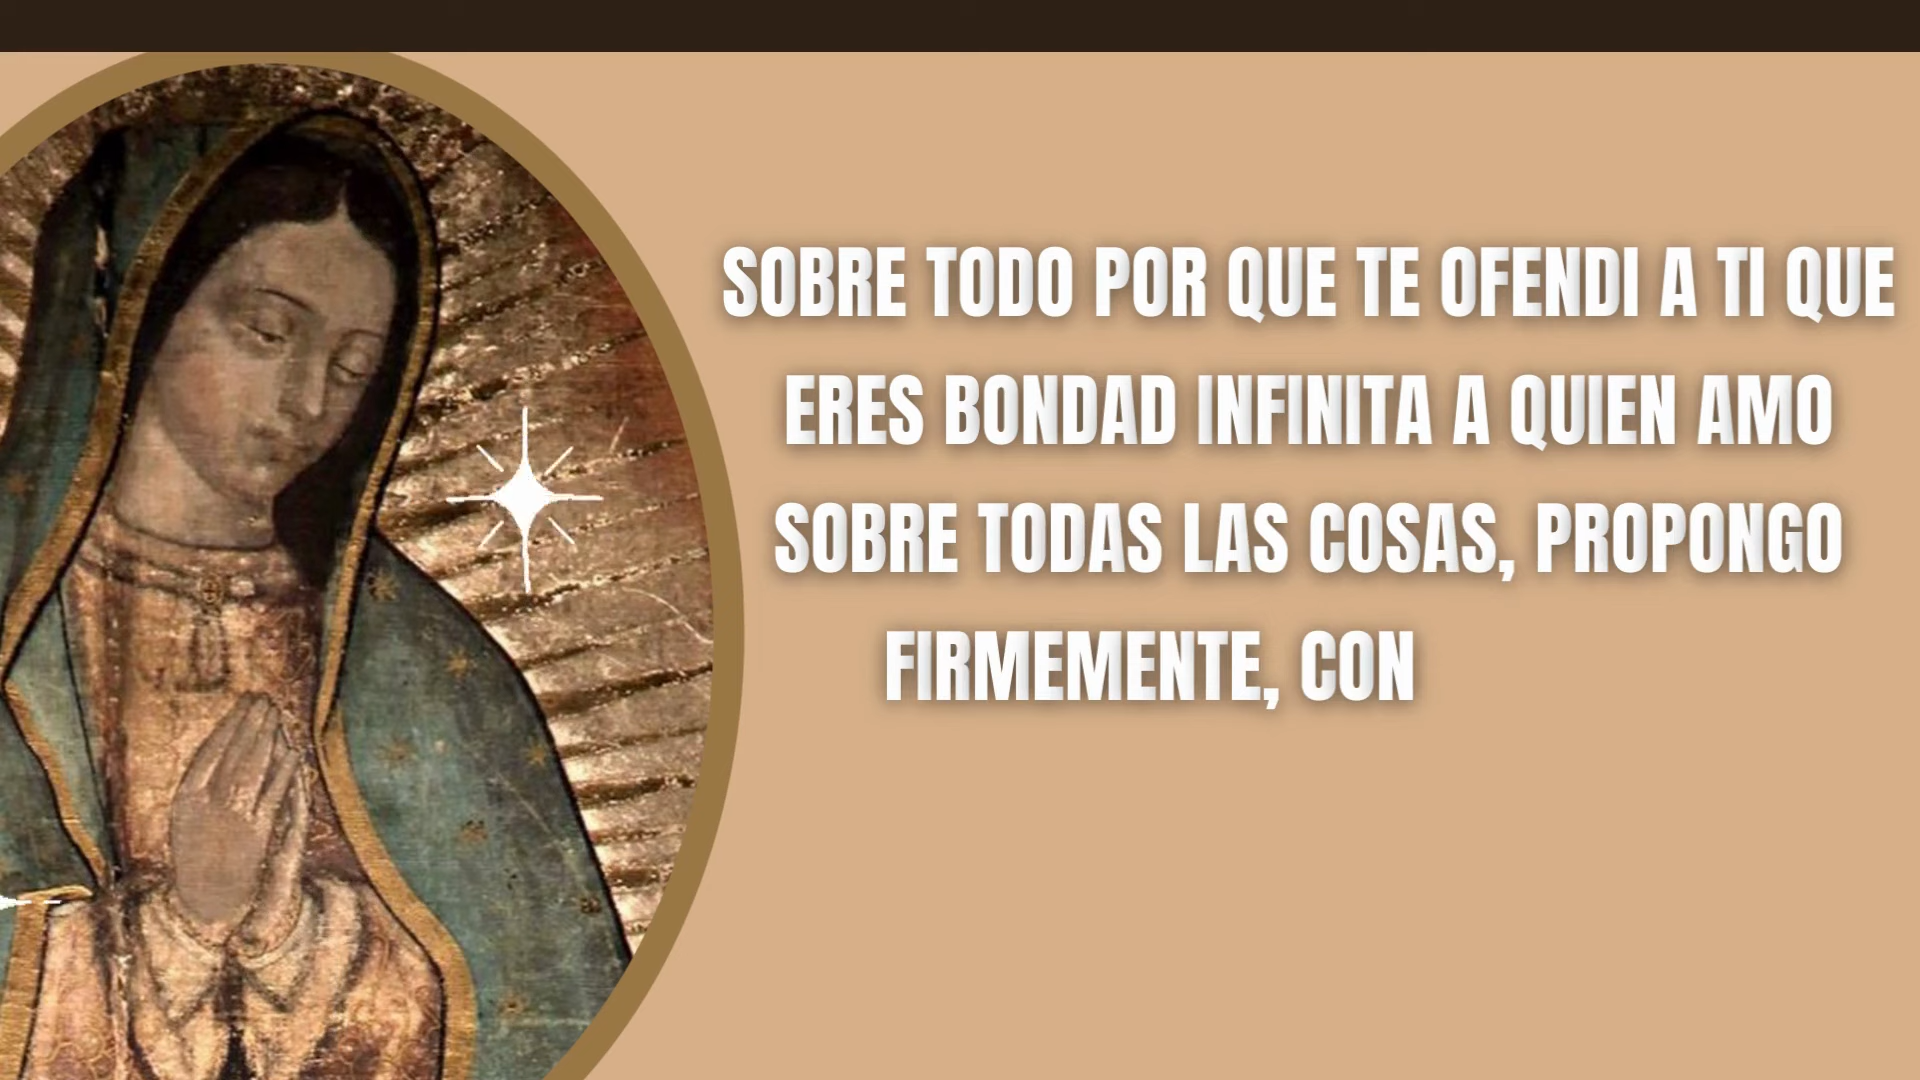 SOBRE TODO POR QUE TE OFENDI A TI QUE
ERES BONDAD INFINITA A QUIEN AMO
SOBRE TODAS LAS COSAS, PROPONGO
FIRMEMENTE, CON